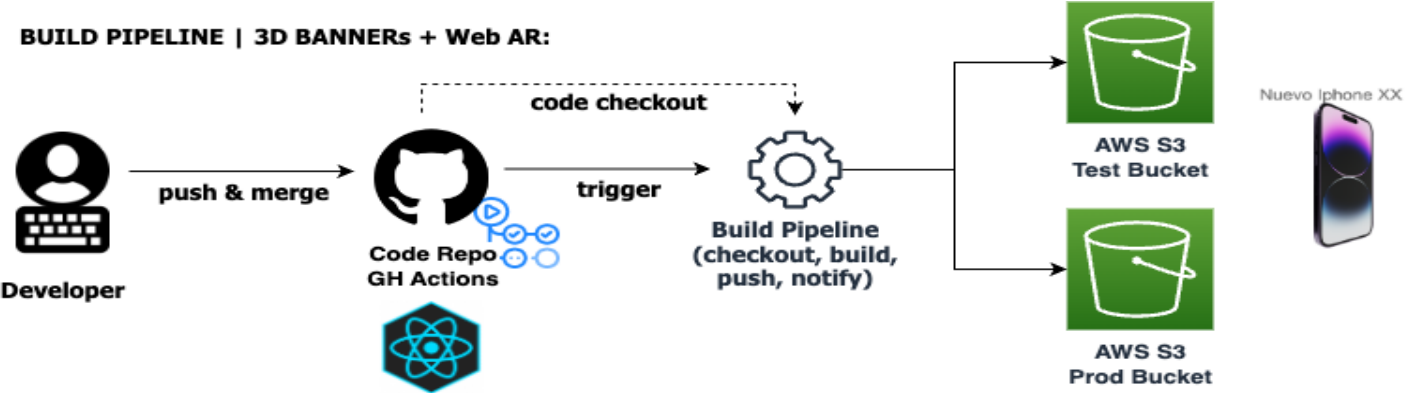 BUILD PIPELINE | 3D BANNERs + Web AR:
code checkout
Nuevo Iphone XX
push & merge
trigger
Developer
Code Repo
GH Actions
Build Pipeline
(checkout, build,
push, notify)
AWS S3
Test Bucket
AWS S3
Prod Bucket